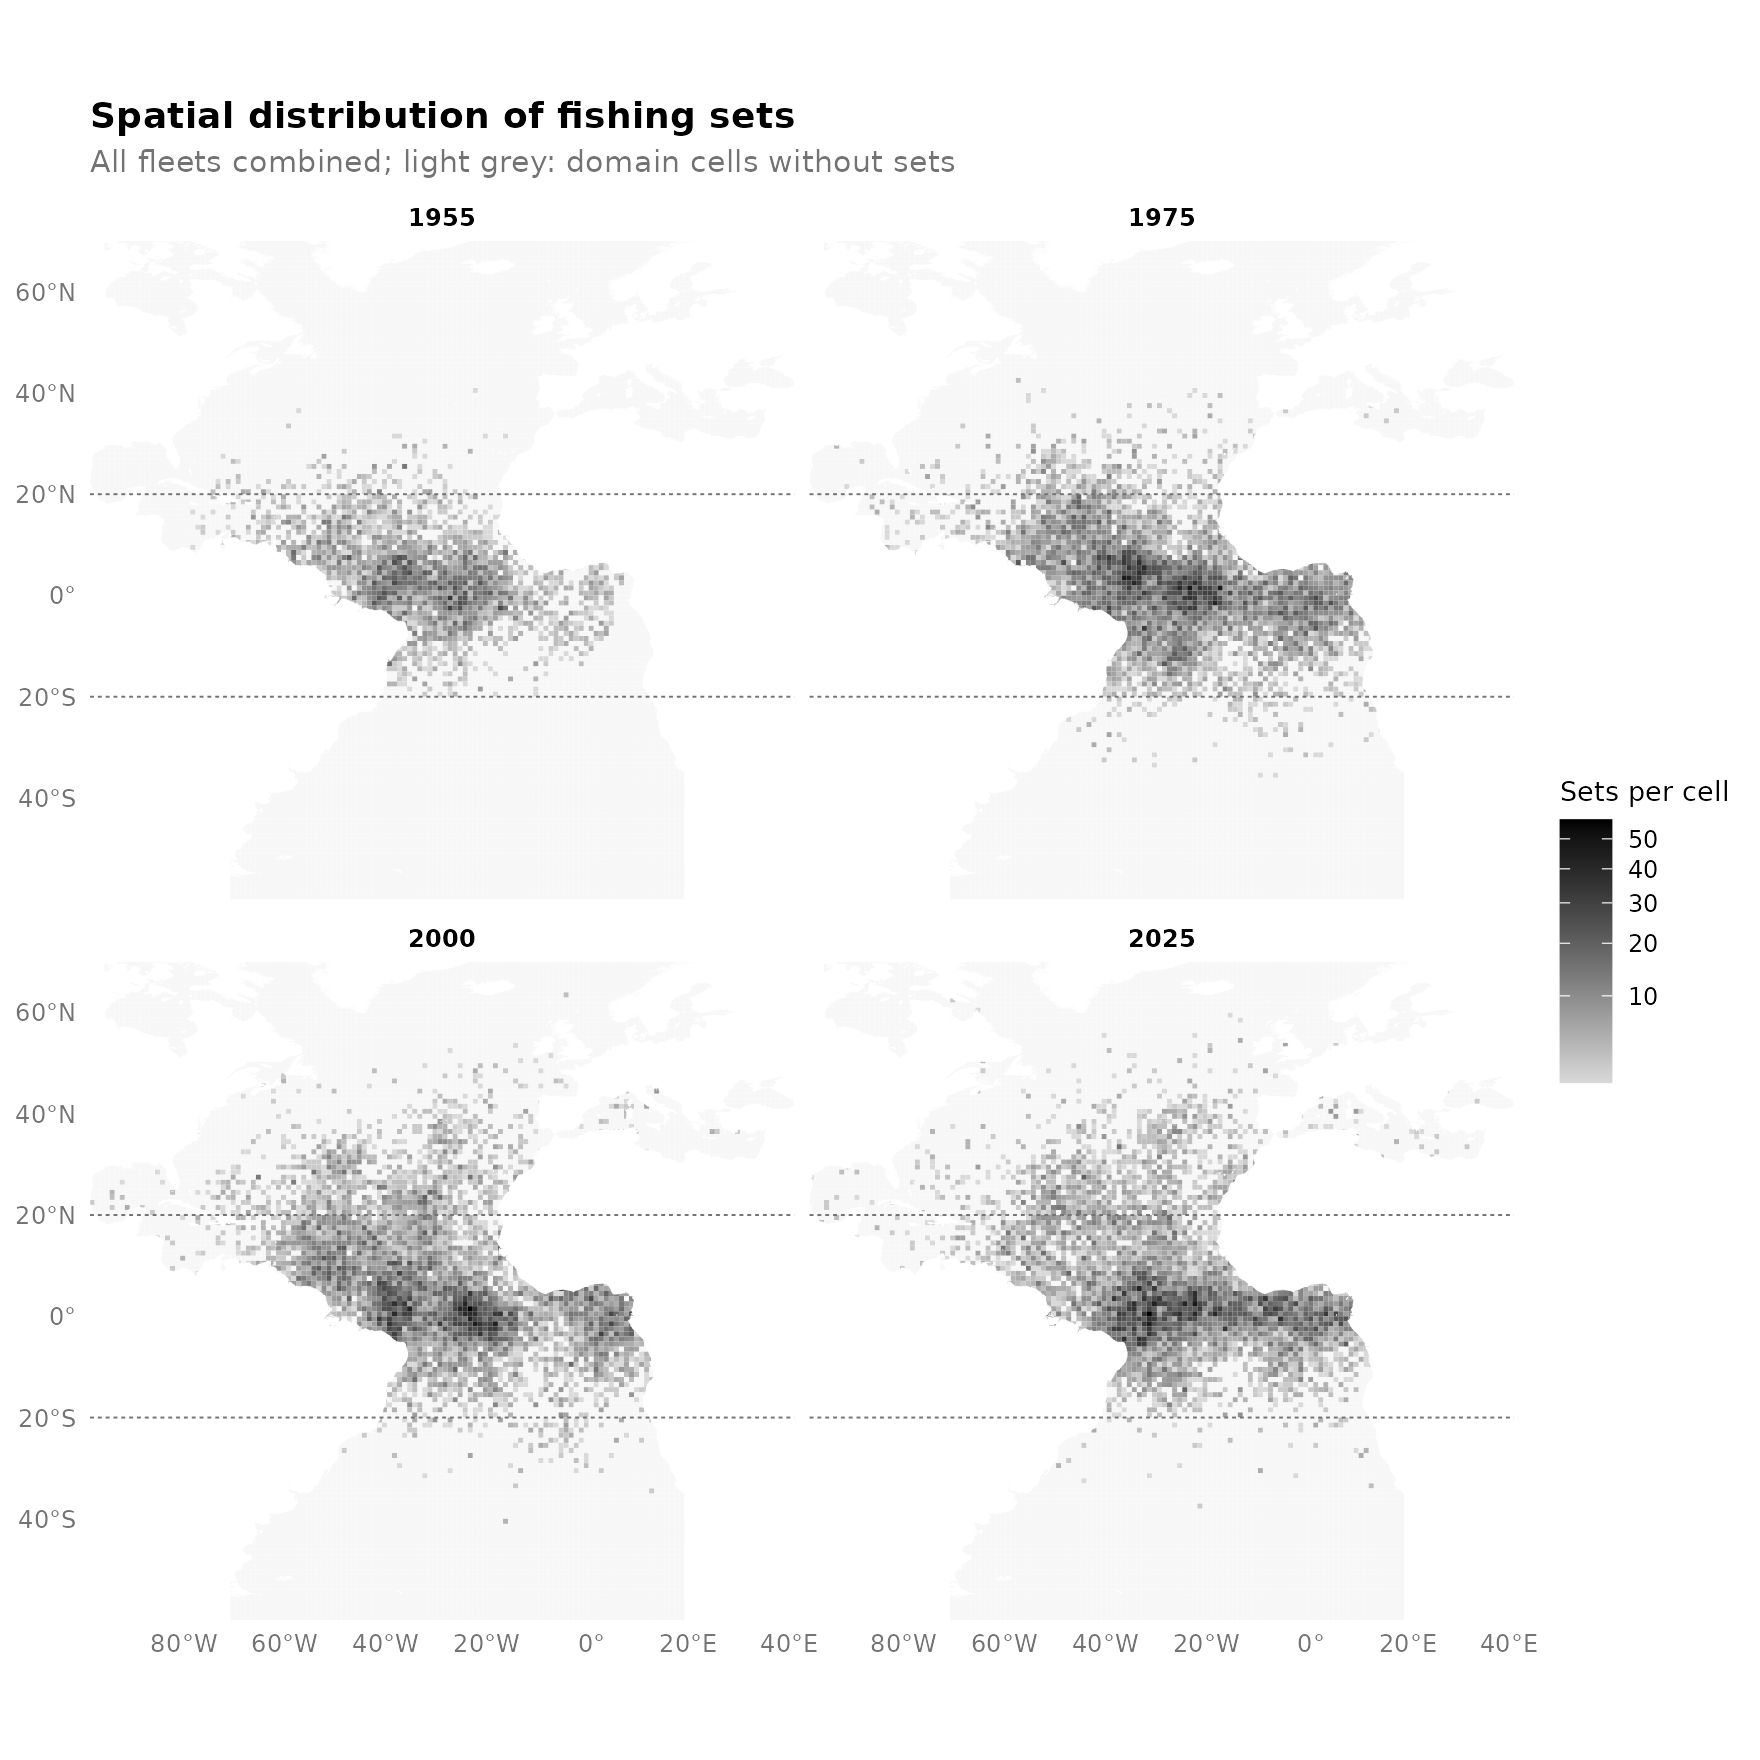 Spatial distribution of fishing sets
All fleets combined; light grey: domain cells without sets
1955
1975
60°N
40°N
20°N
0°
20°S
40°S
Sets per cell
50
40
30
20
10
2000
2025
60°N
40°N
20°N
0°
20°S
40°S
80°W 60°W 40°W 20°W 0° 20°E 40°E
80°W 60°W 40°W 20°W 0° 20°E 40°E